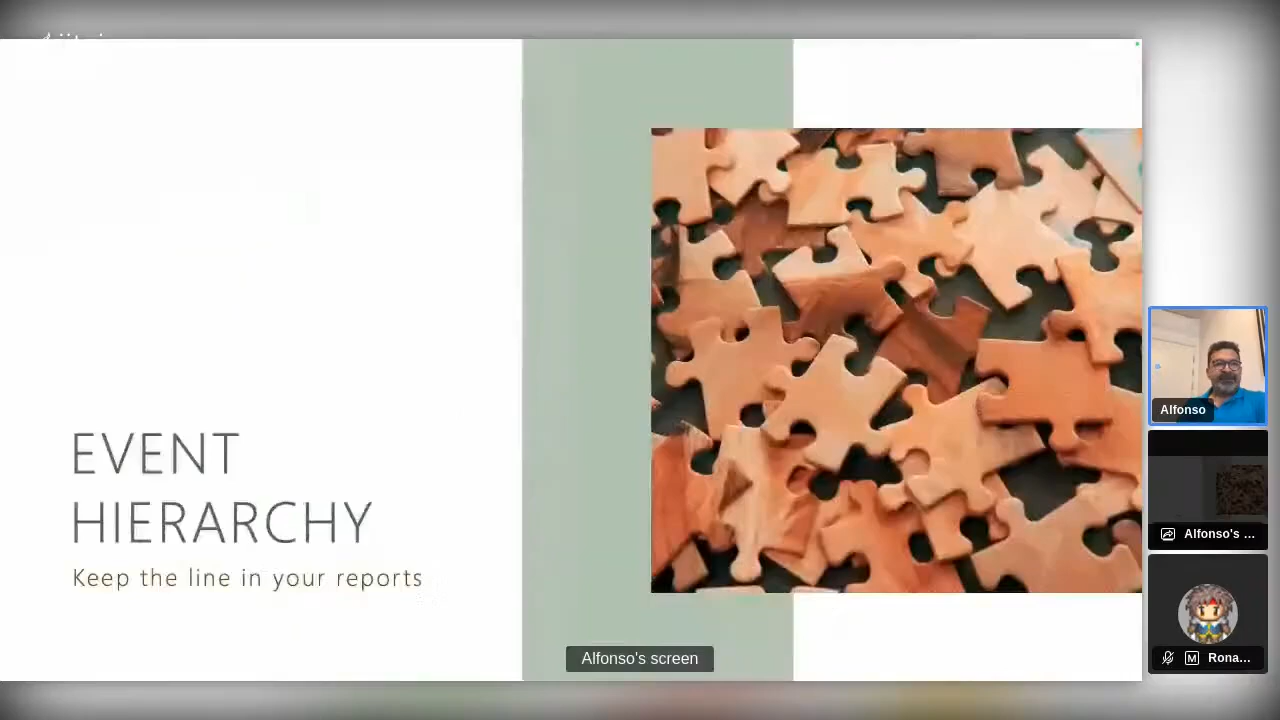 EVENT
HIERARCHY
Keep the line in your reports
Alfonso's screen
Alfonso
Alfonso's ...
M
Rona...